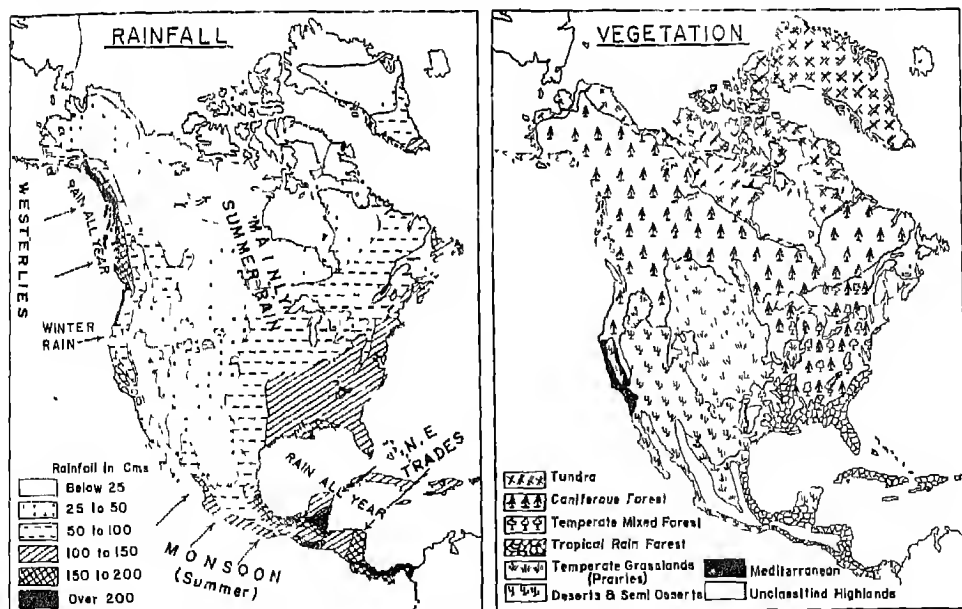 RAINFALL
WESTERLIES
RAIN ALL YEAR
MAINLY
SUMMER RAIN
WINTER
RAIN
N.E
TRADES
RAIN ALL
YEAR
MONSOON
(Summer)
Rainfall in Cms
Below 25
25 to 50
50 to 100
100 to 150
150 to 200
Over 200
VEGETATION
Tundra
Caniferous Forest
Temperate Mixed Forest
Tropical Rain Forest
Temperate Grasslands
(Prairies)
Deserts & Semi Osserts
Mediterranean
Unclassified Highlands